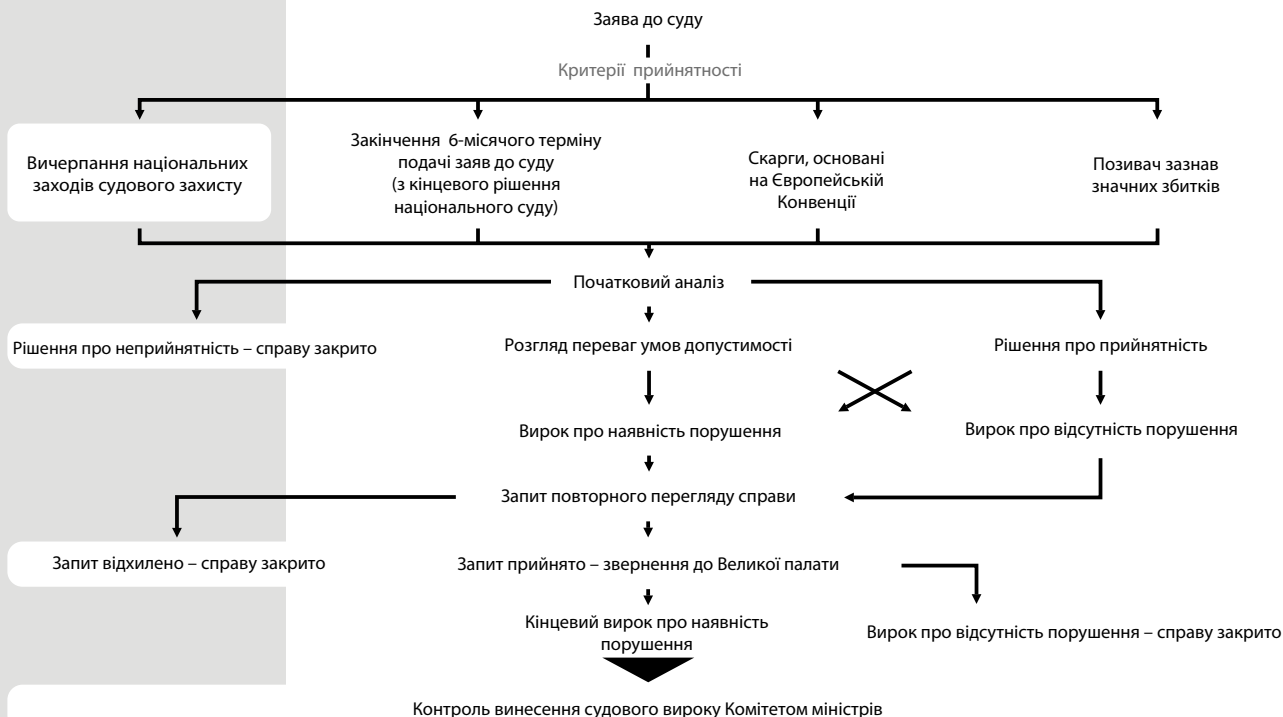 Заява до суду
Критерії прийнятності
Вичерпання національних
заходів судового захисту
Закінчення 6-місячого терміну
подачі заяв до суду
(з кінцевого рішення
національного суду)
Скарги, основані
на Європейській
Конвенції
Позивач зазнав
значних збитків
Початковий аналіз
Рішення про неприйнятність – справу закрито
Розгляд переваг умов допустимості
Рішення про прийнятність
Вирок про наявність порушення
Вирок про відсутність порушення
Запит повторного перегляду справи
Запит відхилено – справу закрито
Запит прийнято – звернення до Великої палати
Кінцевий вирок про наявність
порушення
Вирок про відсутність порушення – справу закрито
Контроль винесення судового вироку Комітетом міністрів